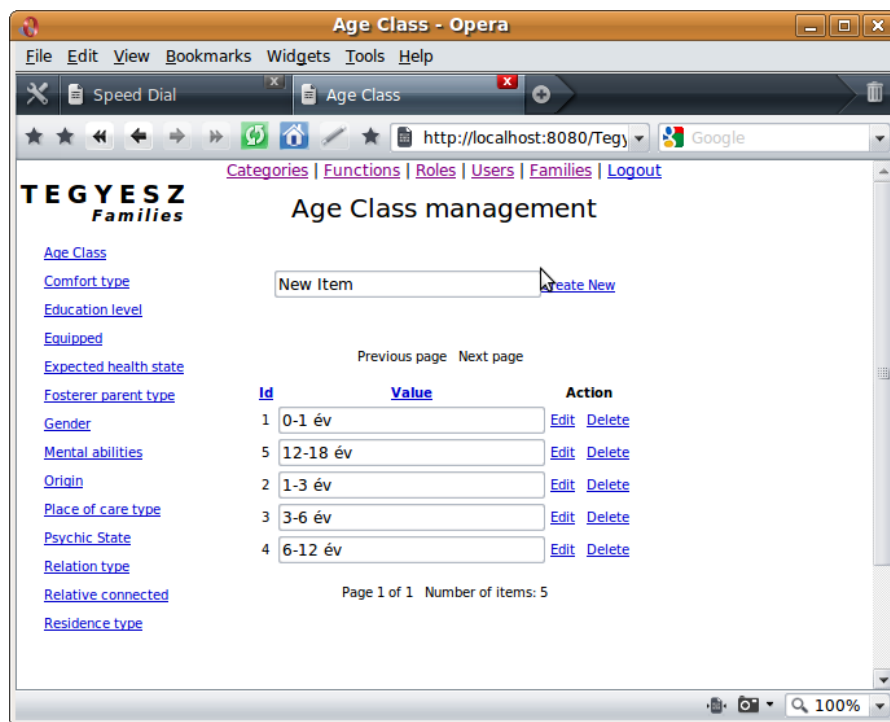 Age Class - Opera
File Edit View Bookmarks Widgets Tools Help
Speed Dial
Age Class
http://localhost:8080/Tegy
Google
Categories | Functions | Roles | Users | Families | Logout
TEGYESZ
Families
Age Class management
Age Class
Comfort type
Education level
Equipped
Expected health state
Fosterer parent type
Gender
Mental abilities
Origin
Place of care type
Psychic State
Relation type
Relative connected
Residence type
New Item
Create New
Previous page Next page
Id Value Action
1 0-1 év Edit Delete
5 12-18 év Edit Delete
2 1-3 év Edit Delete
3 3-6 év Edit Delete
4 6-12 év Edit Delete
Page 1 of 1 Number of items: 5
100%